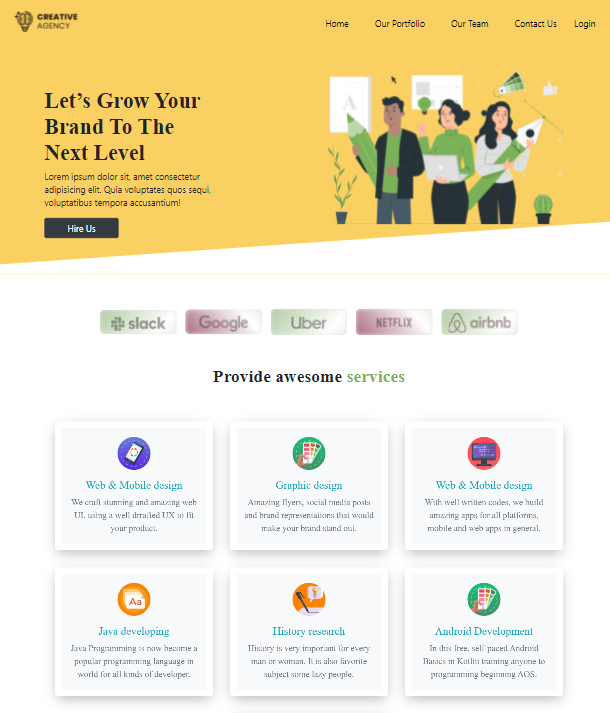 CREATIVE
AGENCY
Home Our Portfolio Our Team Contact Us Login
Let's Grow Your
Brand To The
Next Level
Lorem ipsum dolor sit, amet consectetur
adipisicing elit. Quia voluptates quos sequi,
voluptatibus tempora accusantium!
Hire Us
A
slack Google Uber NETFLIX airbnb
Provide awesome services
Web & Mobile design
We craft stunning and amazing web
UI, using a well drrafted UX to fit
your product.
Graphic design
Amazing flyers, social media posts
and brand representations that would
make your brand stand out.
Web & Mobile design
With well written codes, we build
amazing apps for all platforms,
mobile and web apps in general.
Aa
Java developing
Java Programming is now become a
popular programming language in
world for all kinds of developer.
History research
History is very important for every
man or woman. It is also favorite
subject some lazy people.
Android Development
In this free, self-paced Android
Basics in Kotlin training anyone to
programming beginning AOS.